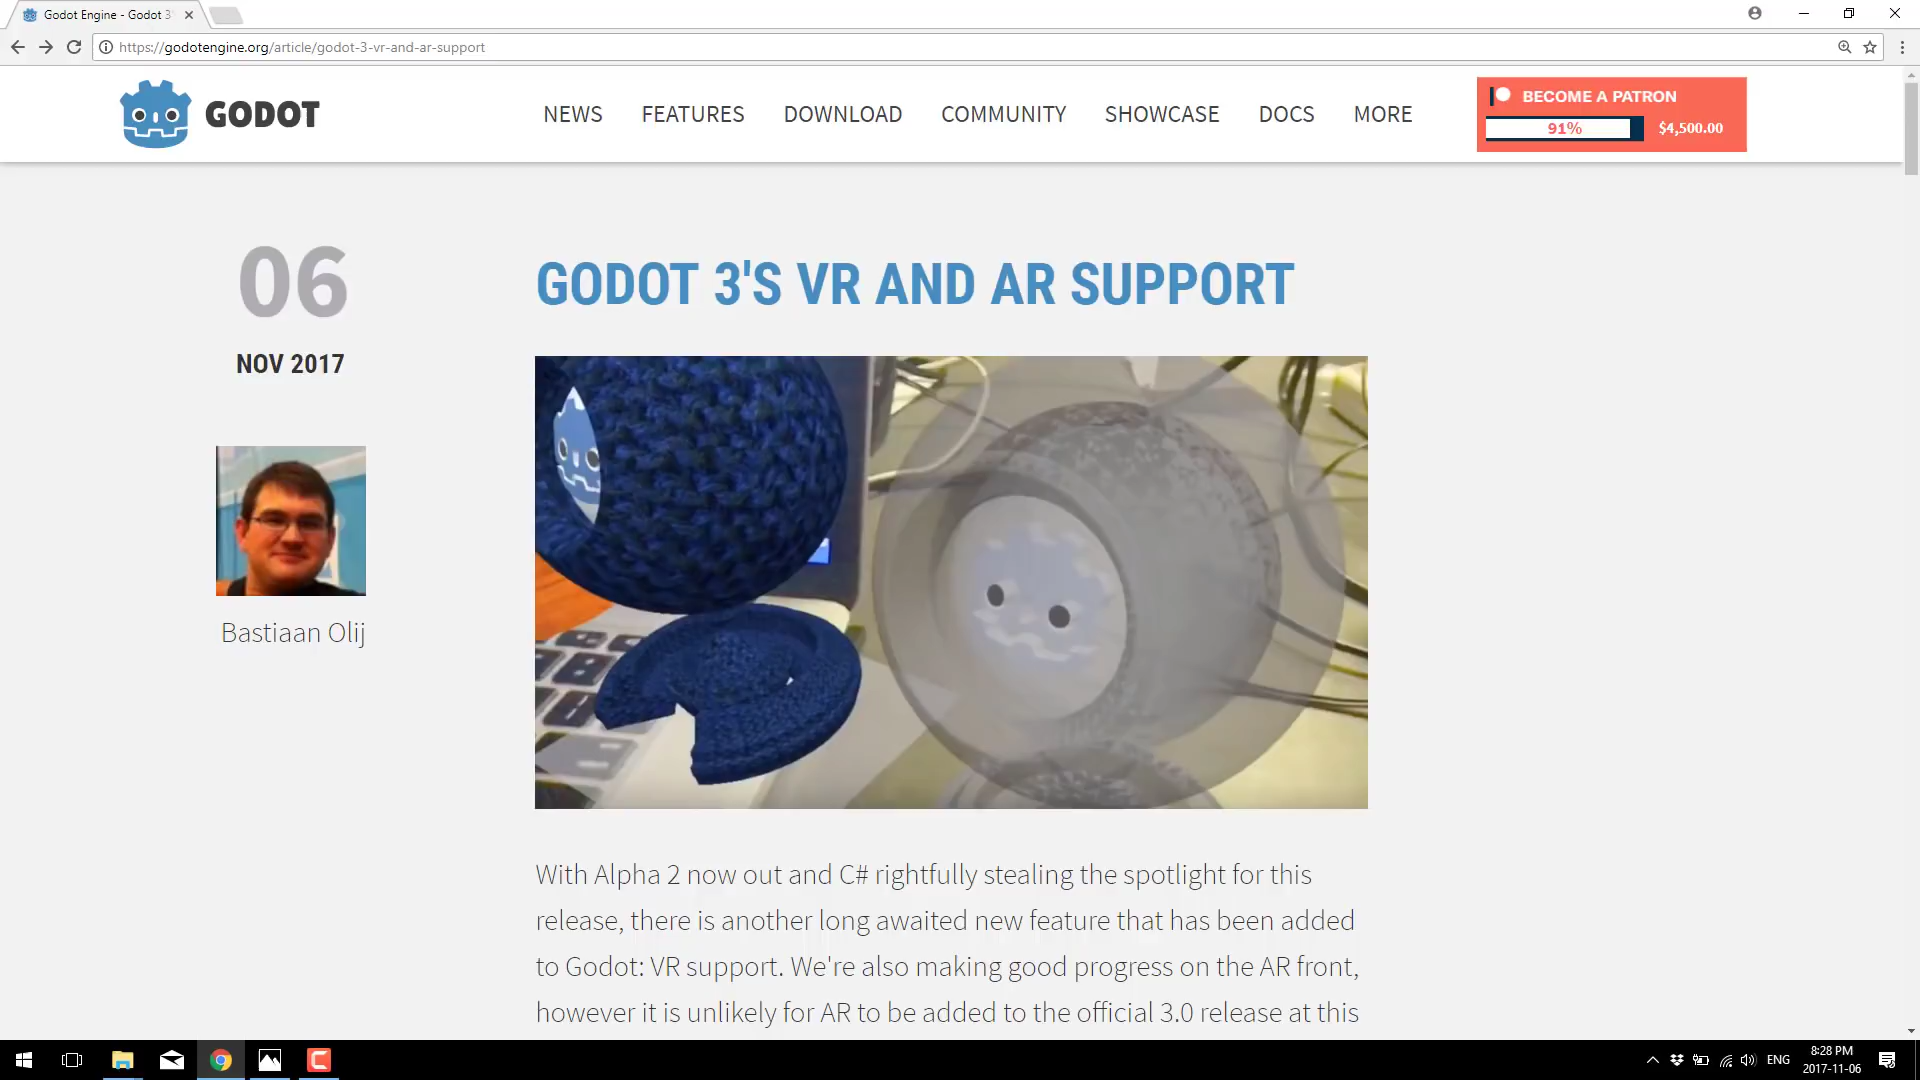 Godot Engine - Godot 3'
https://godotengine.org/article/godot-3-vr-and-ar-support
GODOT
NEWS FEATURES DOWNLOAD COMMUNITY SHOWCASE DOCS MORE
BECOME A PATRON
91% $4,500.00
06
NOV 2017
Bastiaan Olij
GODOT 3'S VR AND AR SUPPORT
With Alpha 2 now out and C# rightfully stealing the spotlight for this
release, there is another long awaited new feature that has been added
to Godot: VR support. We're also making good progress on the AR front,
however it is unlikely for AR to be added to the official 3.0 release at this
ENG
8:28 PM
2017-11-06